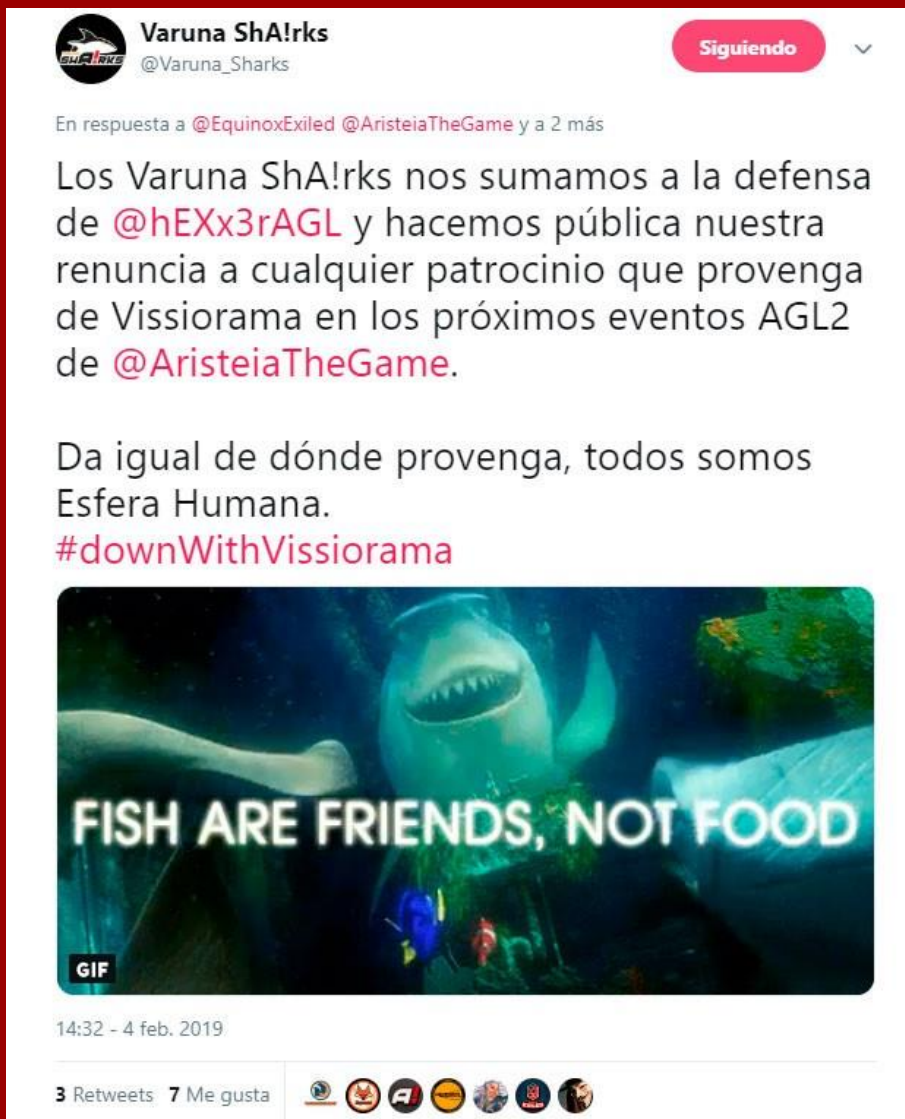 Varuna ShA!rks
@Varuna_Sharks
Siguiendo
En respuesta a @EquinoxExiled @AristeiaTheGame y a 2 más
Los Varuna ShA!rks nos sumamos a la defensa
de @hEXx3rAGL y hacemos pública nuestra
renuncia a cualquier patrocinio que provenga
de Vissiorama en los próximos eventos AGL2
de @AristeiaTheGame.
Da igual de dónde provenga, todos somos
Esfera Humana.
#downWithVissiorama
FISH ARE FRIENDS, NOT FOOD
GIF
14:32 - 4 feb. 2019
3 Retweets 7 Me gusta